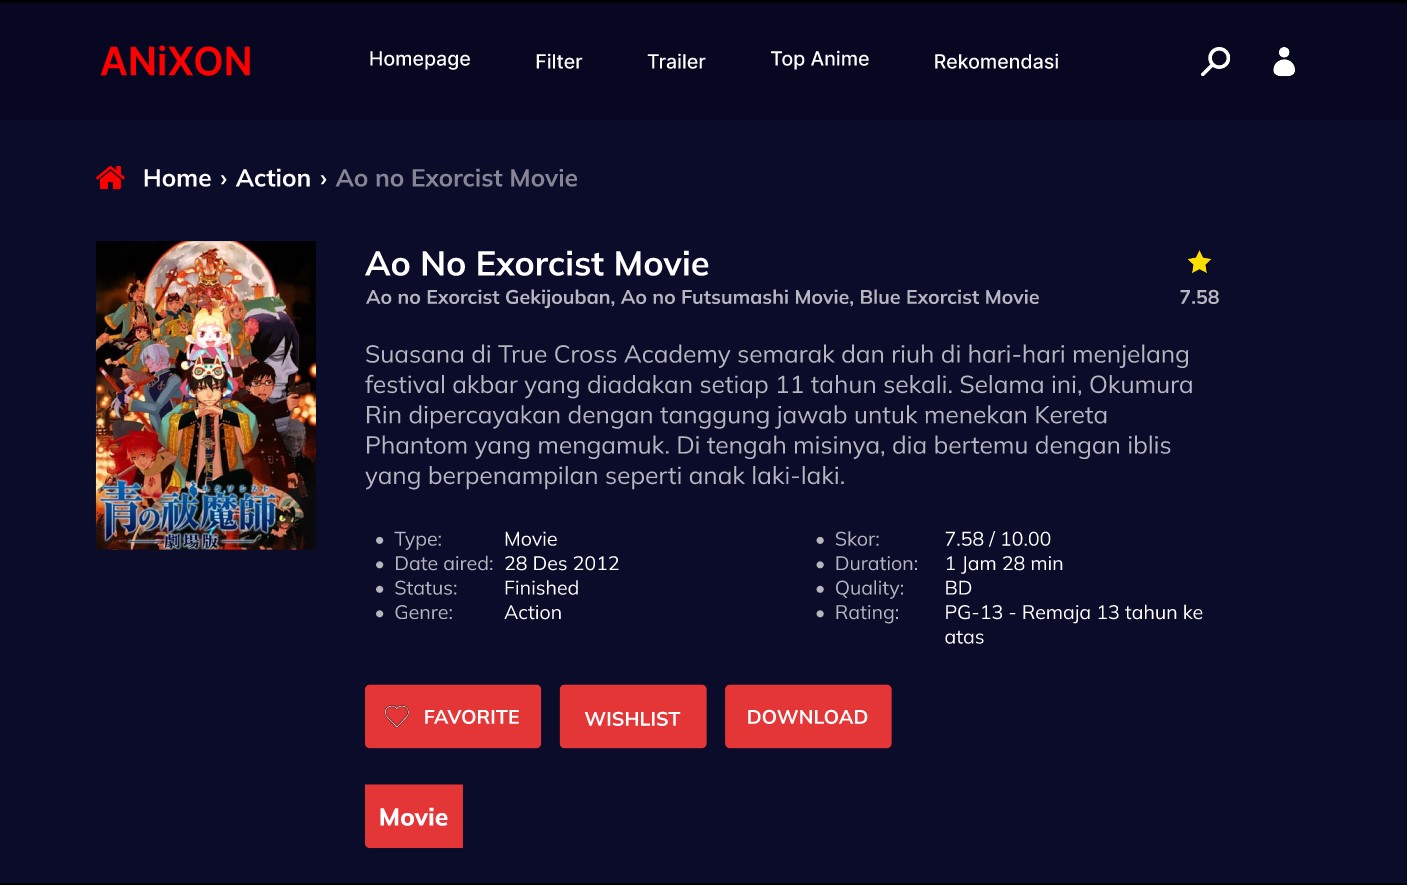 ANiXON
Homepage
Filter
Trailer
Top Anime
Rekomendasi
Home › Action › Ao no Exorcist Movie
Ao No Exorcist Movie
Ao no Exorcist Gekijouban, Ao no Futsumashi Movie, Blue Exorcist Movie
7.58
Suasana di True Cross Academy semarak dan riuh di hari-hari menjelang
festival akbar yang diadakan setiap 11 tahun sekali. Selama ini, Okumura
Rin dipercayakan dengan tanggung jawab untuk menekan Kereta
Phantom yang mengamuk. Di tengah misinya, dia bertemu dengan iblis
yang berpenampilan seperti anak laki-laki.
青の祓魔師
エクソシスト
劇場版
• Type: Movie
• Date aired: 28 Des 2012
• Status: Finished
• Genre: Action
• Skor: 7.58 / 10.00
• Duration: 1 Jam 28 min
• Quality: BD
• Rating: PG-13 - Remaja 13 tahun ke
atas
FAVORITE
WISHLIST
DOWNLOAD
Movie